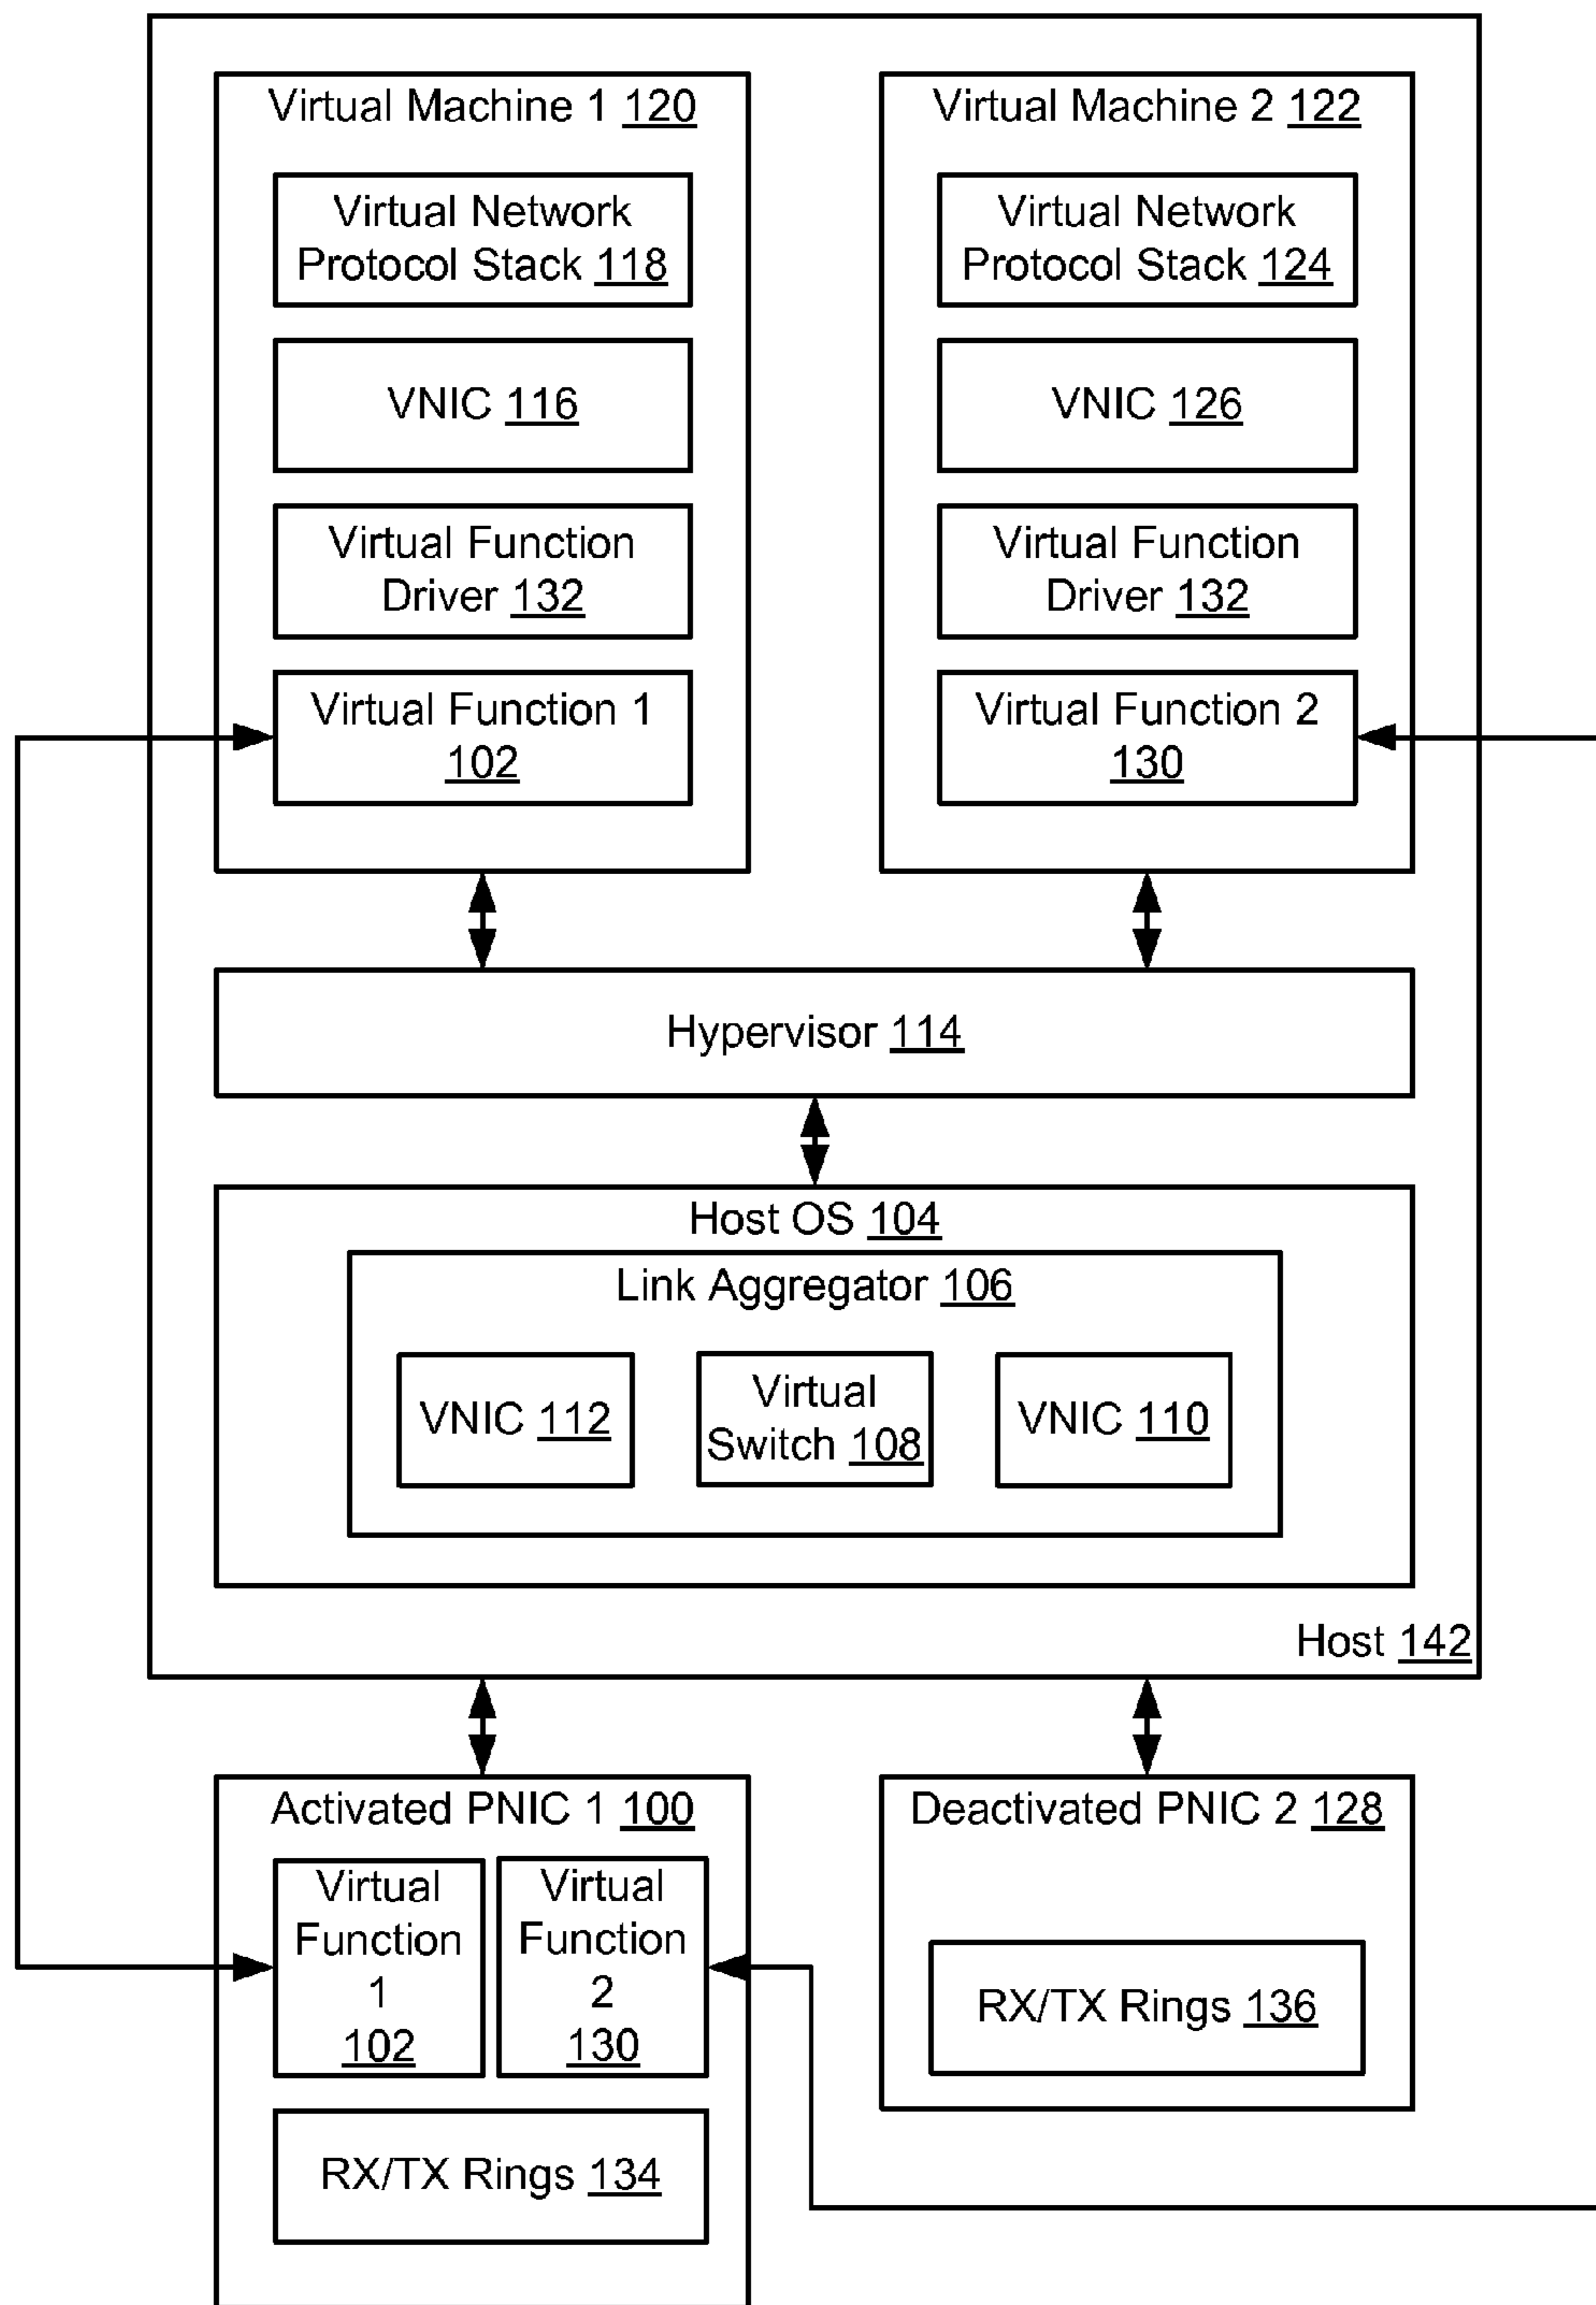 Virtual Machine 1 120
Virtual Network
Protocol Stack 118
VNIC 116
Virtual Function
Driver 132
Virtual Function 1
102
Virtual Machine 2 122
Virtual Network
Protocol Stack 124
VNIC 126
Virtual Function
Driver 132
Virtual Function 2
130
Hypervisor 114
Host OS 104
Link Aggregator 106
VNIC 112
Virtual
Switch 108
VNIC 110
Host 142
Activated PNIC 1 100
Virtual
Function
1
102
Virtual
Function
2
130
RX/TX Rings 134
Deactivated PNIC 2 128
RX/TX Rings 136